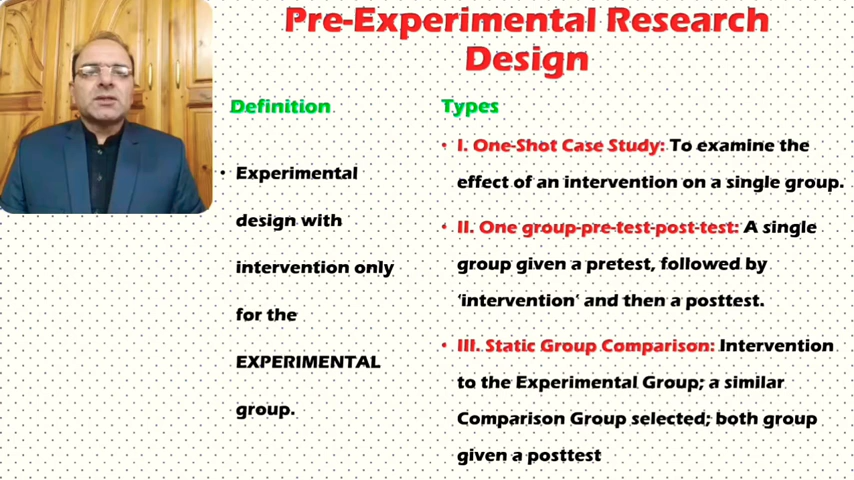 Pre-Experimental Research
Design
Definition
• Experimental
design with
intervention only
for the
EXPERIMENTAL
group.
Types
• I. One-Shot Case Study: To examine the
effect of an intervention on a single group.
• II. One group-pre-test-post-test: A single
group given a pretest, followed by
‘intervention‘ and then a posttest.
• III. Static Group Comparison: Intervention
to the Experimental Group; a similar
Comparison Group selected; both group
given a posttest